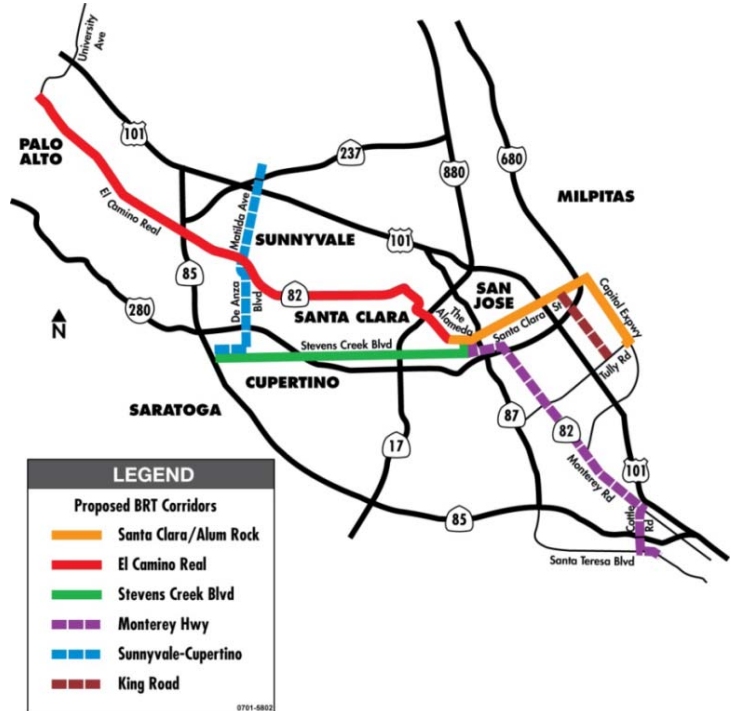 University
Ave
PALO
ALTO
101
237
880
680
MILPITAS
El Camino Real
Matilda Ave
SUNNYVALE
101
85
De Anza
Blvd
82
SANTA CLARA
SAN
JOSE
The
Alameda
Santa Clara St
Capitol Expwy
280
N
Stevens Creek Blvd
Tully Rd
CUPERTINO
SARATOGA
87
82
17
Monterey Rd
101
85
Cottle
Rd
Santa Teresa Blvd
LEGEND
Proposed BRT Corridors
Santa Clara/Alum Rock
El Camino Real
Stevens Creek Blvd
Monterey Hwy
Sunnyvale-Cupertino
King Road
0701-5802